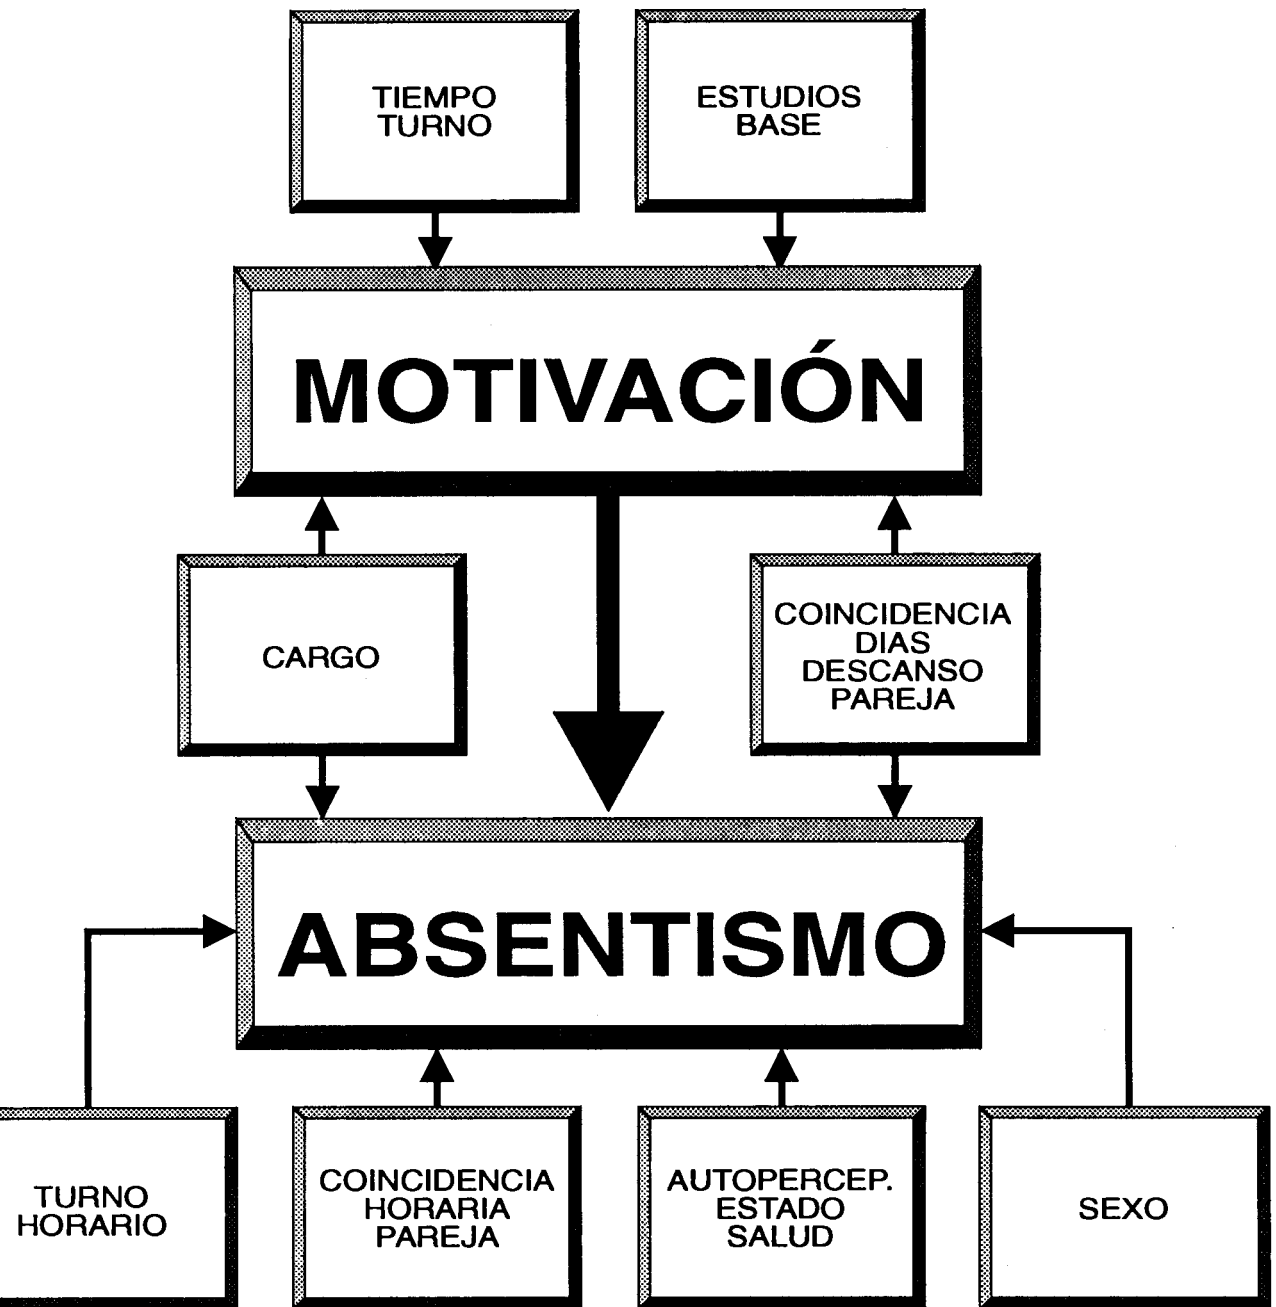 TIEMPO
TURNO
ESTUDIOS
BASE
MOTIVACIÓN
CARGO
COINCIDENCIA
DIAS
DESCANSO
PAREJA
ABSENTISMO
TURNO
HORARIO
COINCIDENCIA
HORARIA
PAREJA
AUTOPERCEP.
ESTADO
SALUD
SEXO